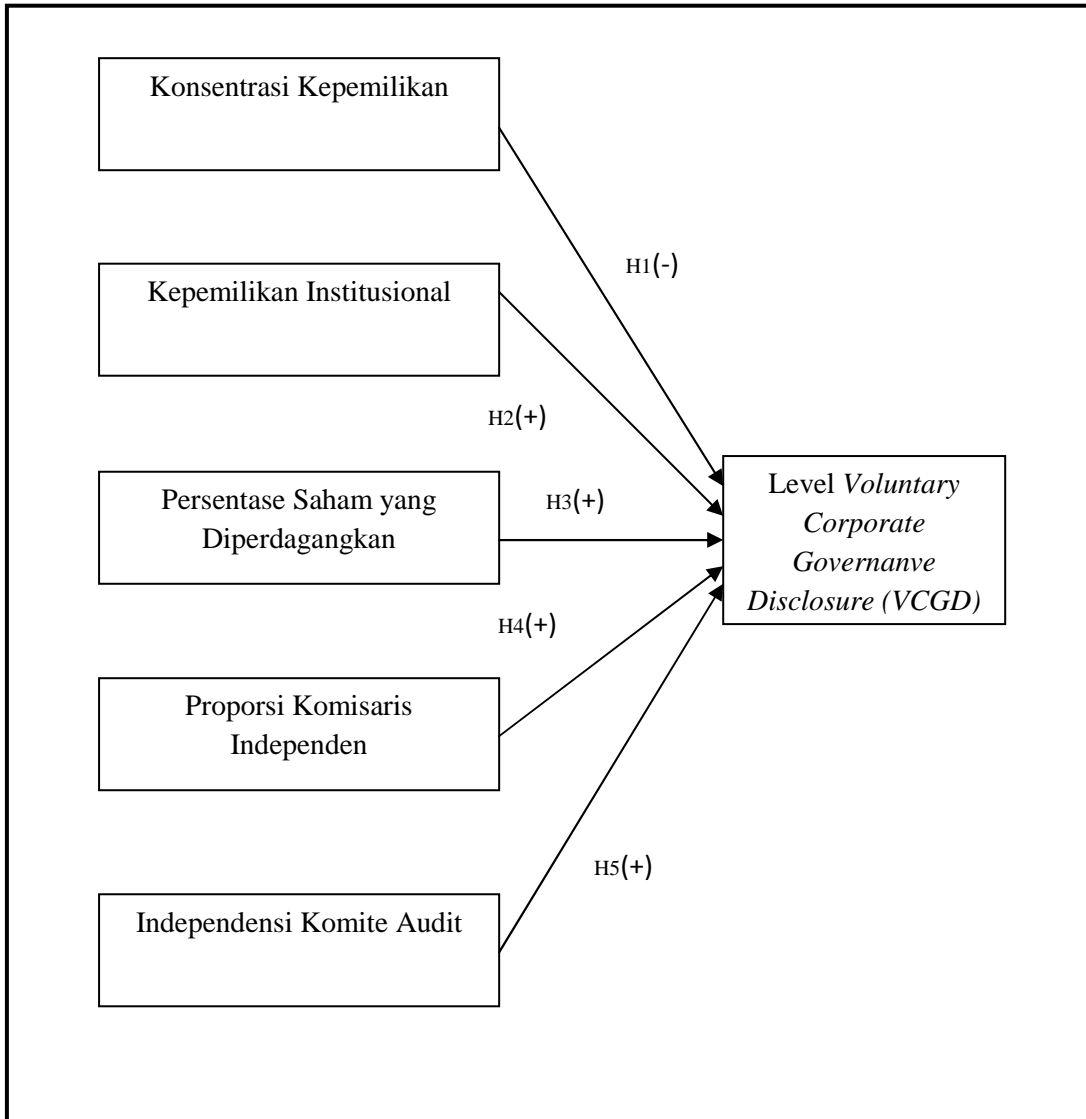 Konsentrasi Kepemilikan
H1(-)
Kepemilikan Institusional
H2(+)
Persentase Saham yang
Diperdagangkan
H3(+)
Level Voluntary
Corporate
Governanve
Disclosure (VCGD)
H4(+)
Proporsi Komisaris
Independen
H5(+)
Independensi Komite Audit